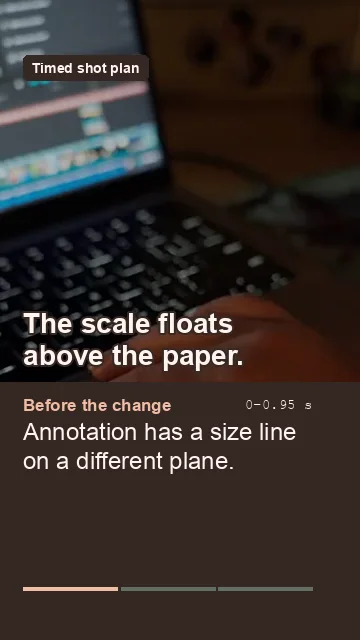 Timed shot plan
The scale floats
above the paper.
Before the change
0–0.95 s
Annotation has a size line
on a different plane.